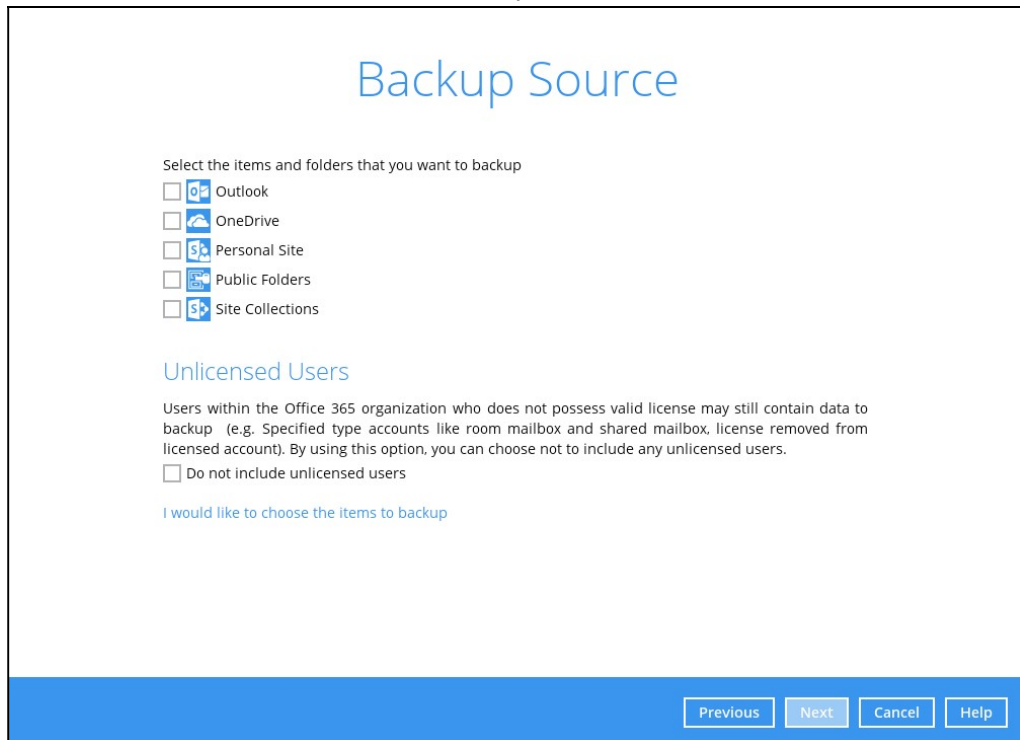 Backup Source
Select the items and folders that you want to backup
Outlook
OneDrive
Personal Site
Public Folders
Site Collections
Unlicensed Users
Users within the Office 365 organization who does not possess valid license may still contain data to
backup (e.g. Specified type accounts like room mailbox and shared mailbox, license removed from
licensed account). By using this option, you can choose not to include any unlicensed users.
Do not include unlicensed users
I would like to choose the items to backup
Previous Next Cancel Help